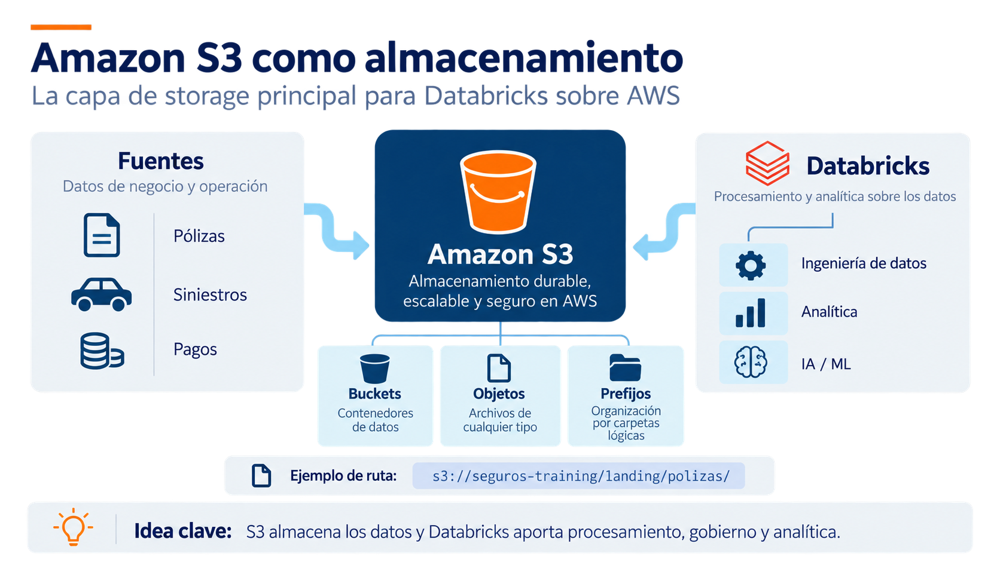 Amazon S3 como almacenamiento
La capa de storage principal para Databricks sobre AWS
Fuentes
Datos de negocio y operación
Pólizas
Siniestros
Pagos
Amazon S3
Almacenamiento durable,
escalable y seguro en AWS
Databricks
Procesamiento y analítica sobre los datos
Ingeniería de datos
Analítica
IA / ML
Buckets
Contenedores
de datos
Objetos
Archivos de
cualquier tipo
Prefijos
Organización
por carpetas
lógicas
Ejemplo de ruta: s3://seguros-training/landing/polizas/
Idea clave: S3 almacena los datos y Databricks aporta procesamiento, gobierno y analítica.